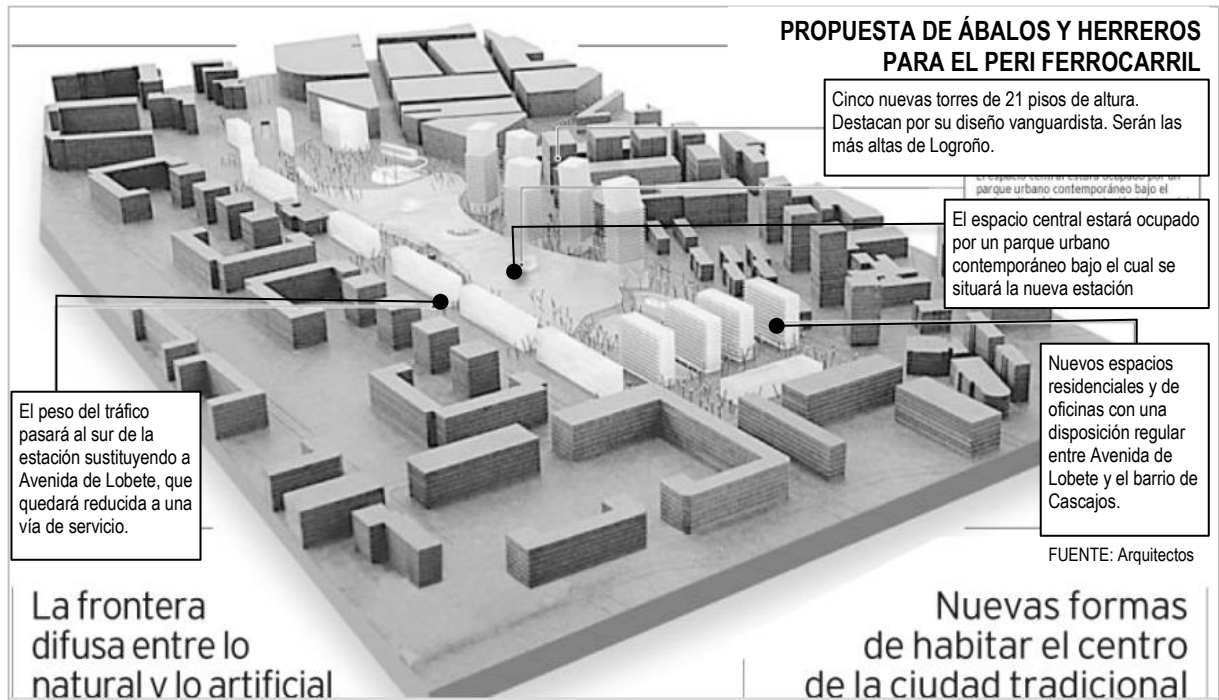 PROPUESTA DE ÁBALOS Y HERREROS
PARA EL PERI FERROCARRIL
Cinco nuevas torres de 21 pisos de altura.
Destacan por su diseño vanguardista. Serán las
más altas de Logroño.
parque urbano contemporáneo bajo el
El espacio central estará ocupado
por un parque urbano
contemporáneo bajo el cual se
situará la nueva estación
Nuevos espacios
residenciales y de
oficinas con una
disposición regular
entre Avenida de
Lobete y el barrio de
Cascajos.
El peso del tráfico
pasará al sur de la
estación sustituyendo a
Avenida de Lobete, que
quedará reducida a una
vía de servicio.
FUENTE: Arquitectos
La frontera
difusa entre lo
natural y lo artificial
Nuevas formas
de habitar el centro
de la ciudad tradicional